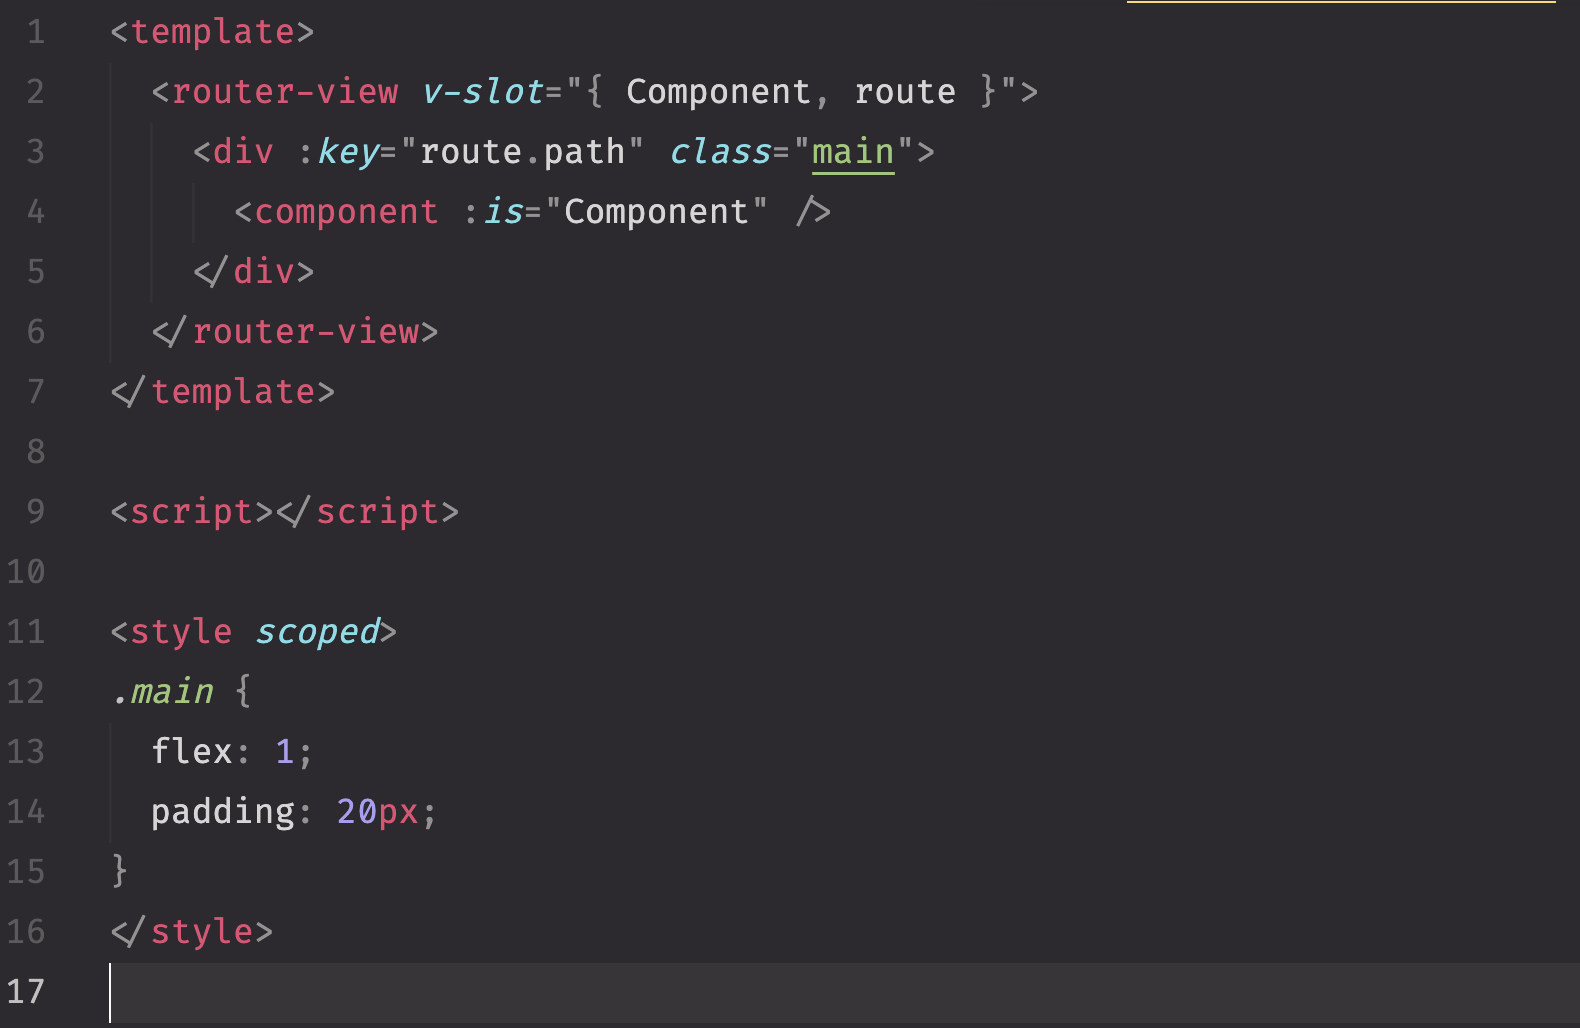 1 <template>
2   <router-view v-slot="{ Component, route }">
3     <div :key="route.path" class="main">
4       <component :is="Component" />
5     </div>
6   </router-view>
7 </template>
8
9 <script></script>
10
11 <style scoped>
12 .main {
13   flex: 1;
14   padding: 20px;
15 }
16 </style>
17